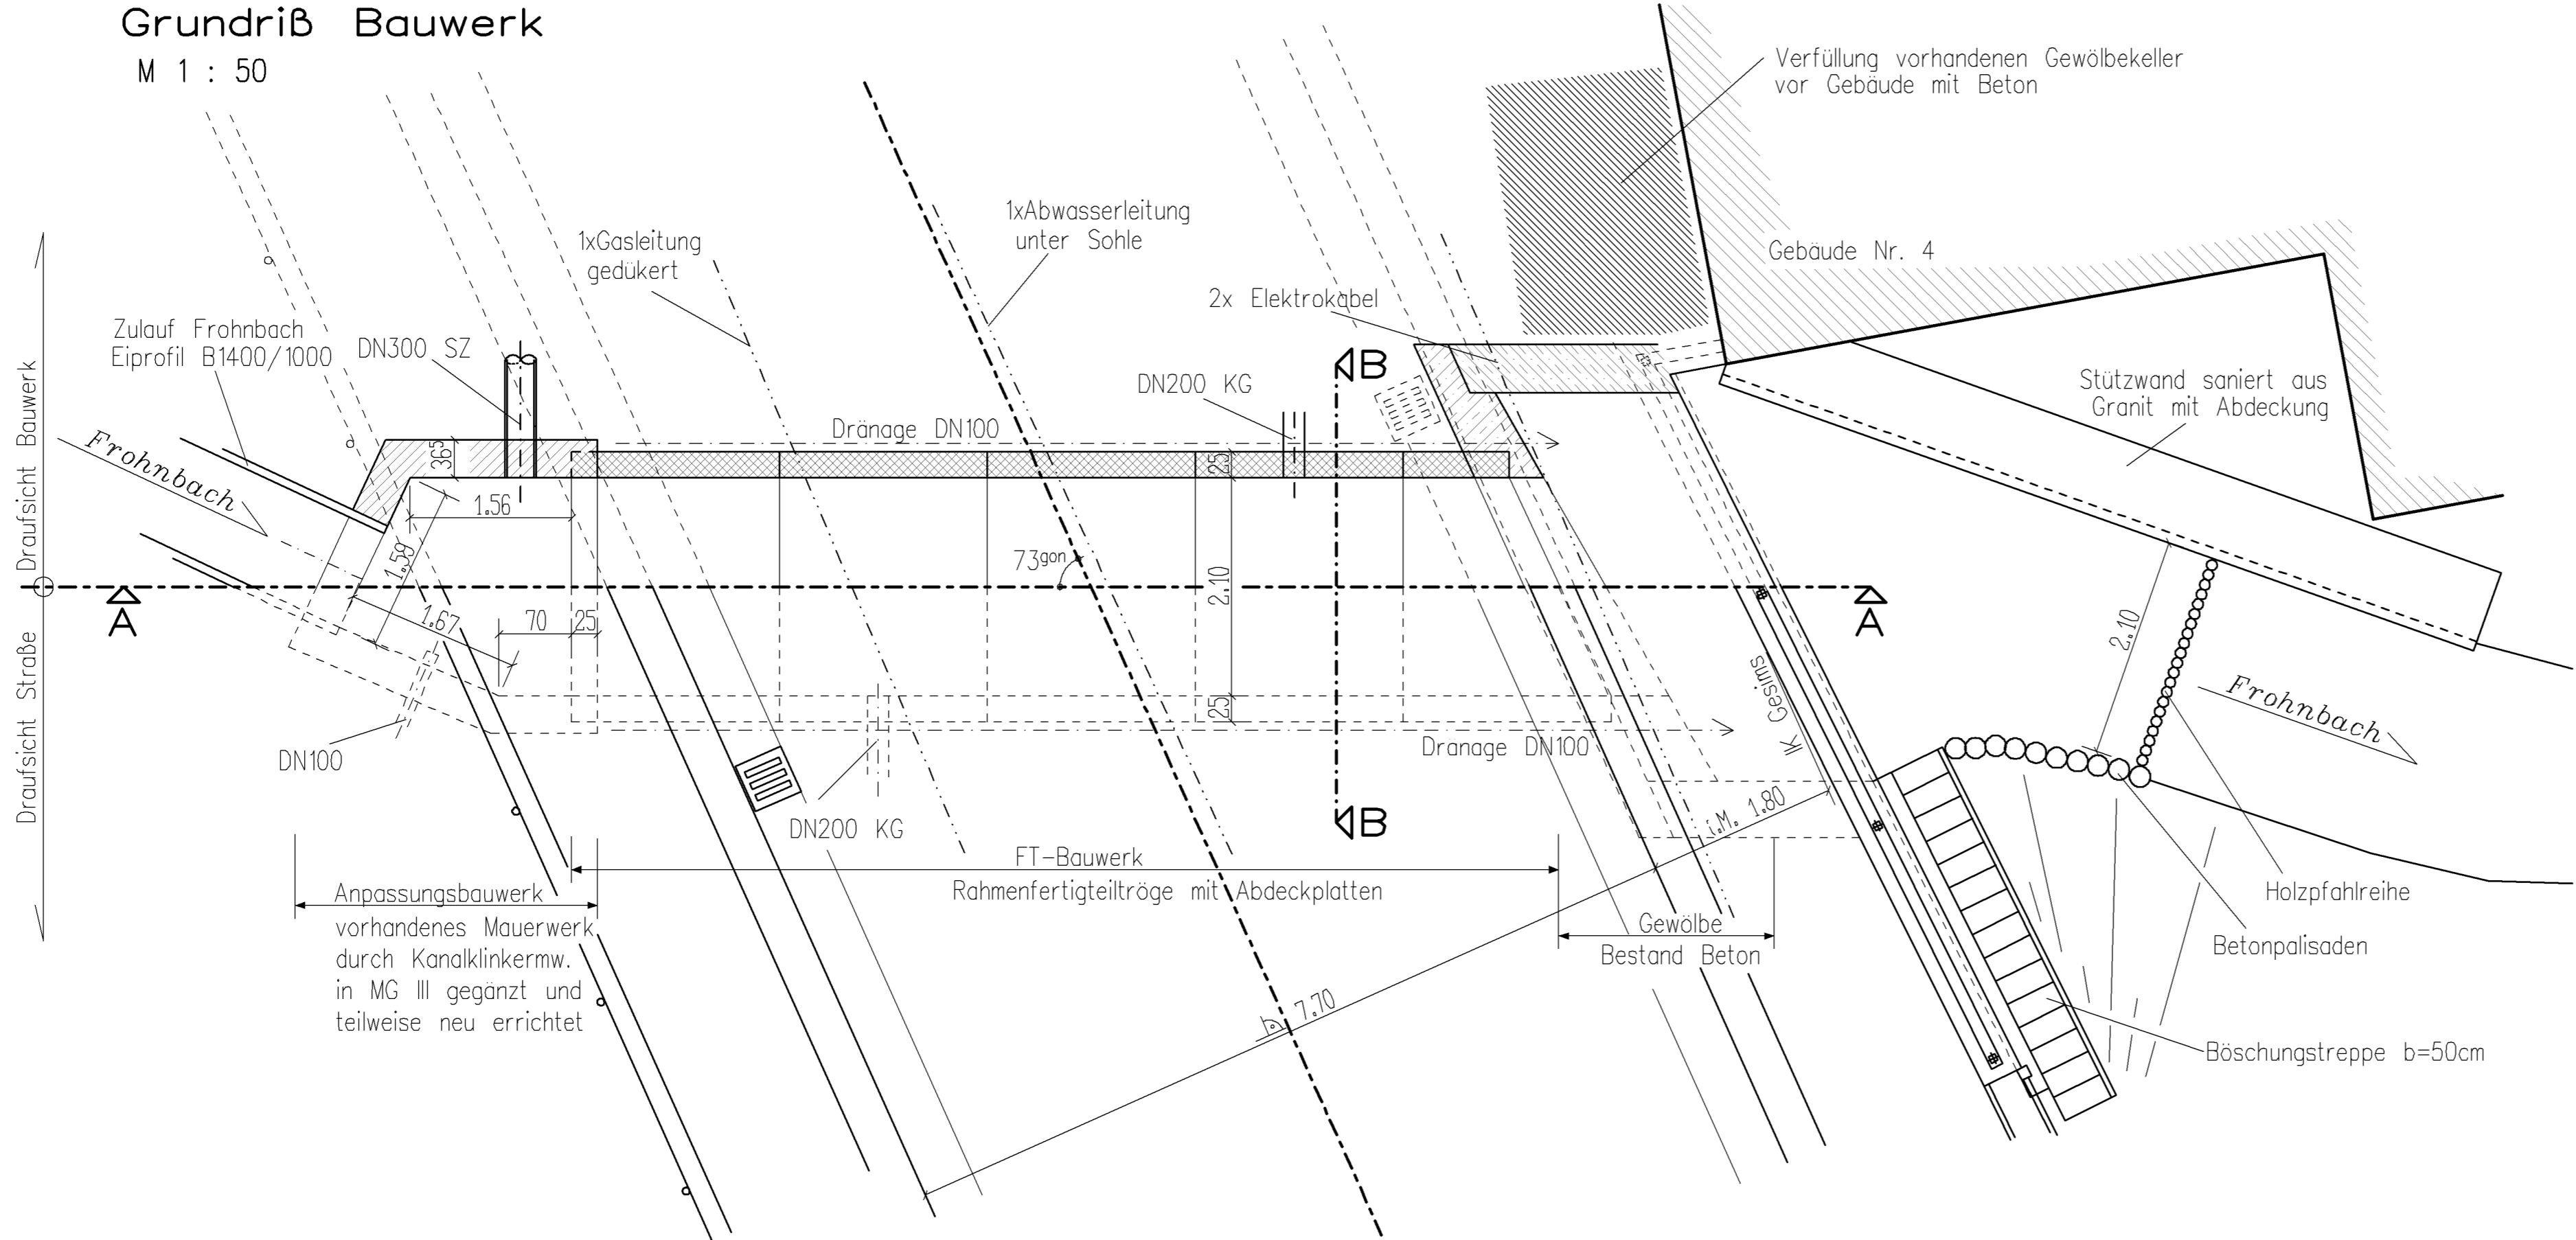 Grundriß Bauwerk
M 1 : 50
Verfüllung vorhandenen Gewölbekeller
vor Gebäude mit Beton
1xAbwasserleitung
unter Sohle
1xGasleitung
gedükert
Gebäude Nr. 4
2x Elektrokabel
Zulauf Frohnbach
Eiprofil B1400/1000
DN300 SZ
B
DN200 KG
Stützwand saniert aus
Granit mit Abdeckung
Draufsicht Bauwerk
Frohnbach
Dränage DN100
365
25
1.56
1.59
73gon
2.10
A
A
Draufsicht Straße
1.67
70
25
2.10
Gesims
Frohnbach
25
DN100
Dranage DN100
DN200 KG
B
i.M. 1.80
FT-Bauwerk
Rahmenfertigteiltröge mit Abdeckplatten
Anpassungsbauwerk
vorhandenes Mauerwerk
durch Kanalklinkermw.
in MG III gegänzt und
teilweise neu errichtet
Gewölbe
Bestand Beton
Holzpfahlreihe
Betonpalisaden
7.70
Böschungstreppe b=50cm